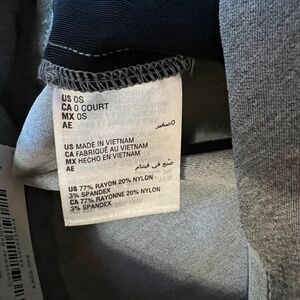 US 0S
CA 0 COURT
MX 0S
AE صغير 0
US MADE IN VIETNAM
CA FABRIQUÉ AU VIETNAM
MX HECHO EN VIETNAM
AE صنع في فيتنام
US 77% RAYON 20% NYLON
3% SPANDEX
CA 77% RAYONNE 20% NYLON
3% SPANDEX